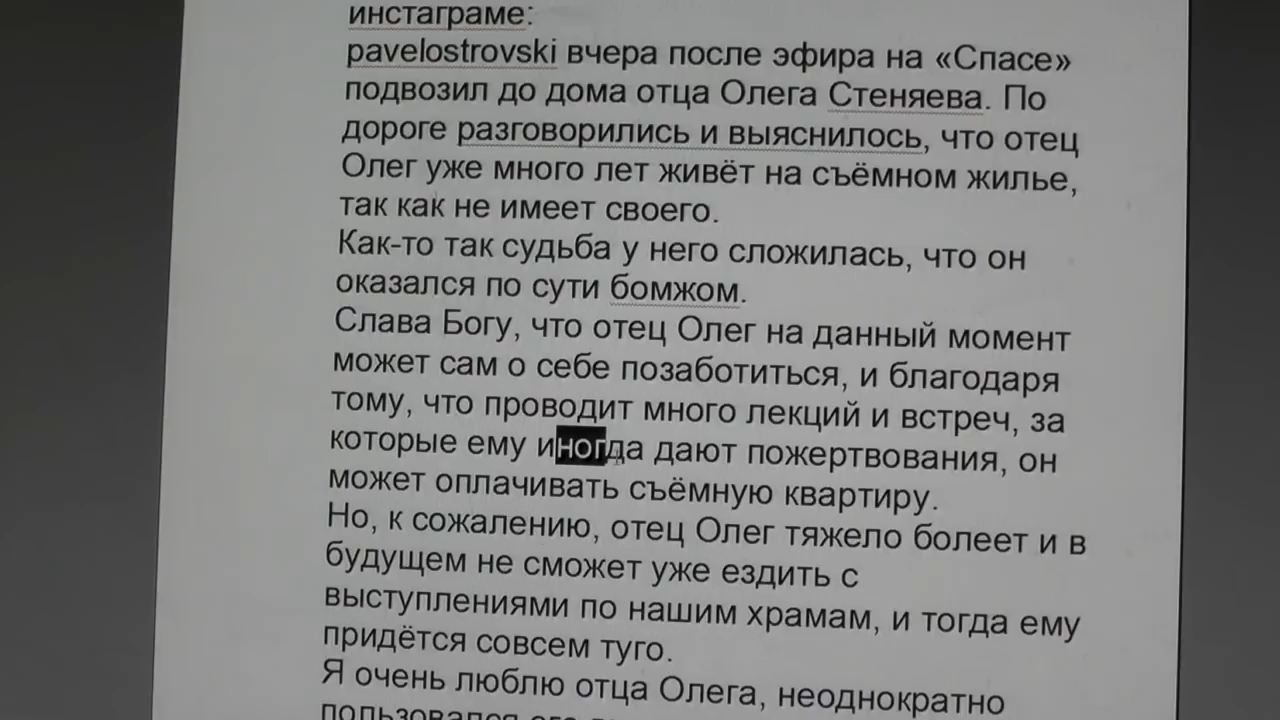 инстаграме:
pavelostrovski вчера после эфира на «Спасе»
подвозил до дома отца Олега Стеняева. По
дороге разговорились и выяснилось, что отец
Олег уже много лет живёт на съёмном жилье,
так как не имеет своего.
Как-то так судьба у него сложилась, что он
оказался по сути бомжом.
Слава Богу, что отец Олег на данный момент
может сам о себе позаботиться, и благодаря
тому, что проводит много лекций и встреч, за
которые ему иногда дают пожертвования, он
может оплачивать съёмную квартиру.
Но, к сожалению, отец Олег тяжело болеет и в
будущем не сможет уже ездить с
выступлениями по нашим храмам, и тогда ему
придётся совсем туго.
Я очень люблю отца Олега, неоднократно
пользовался